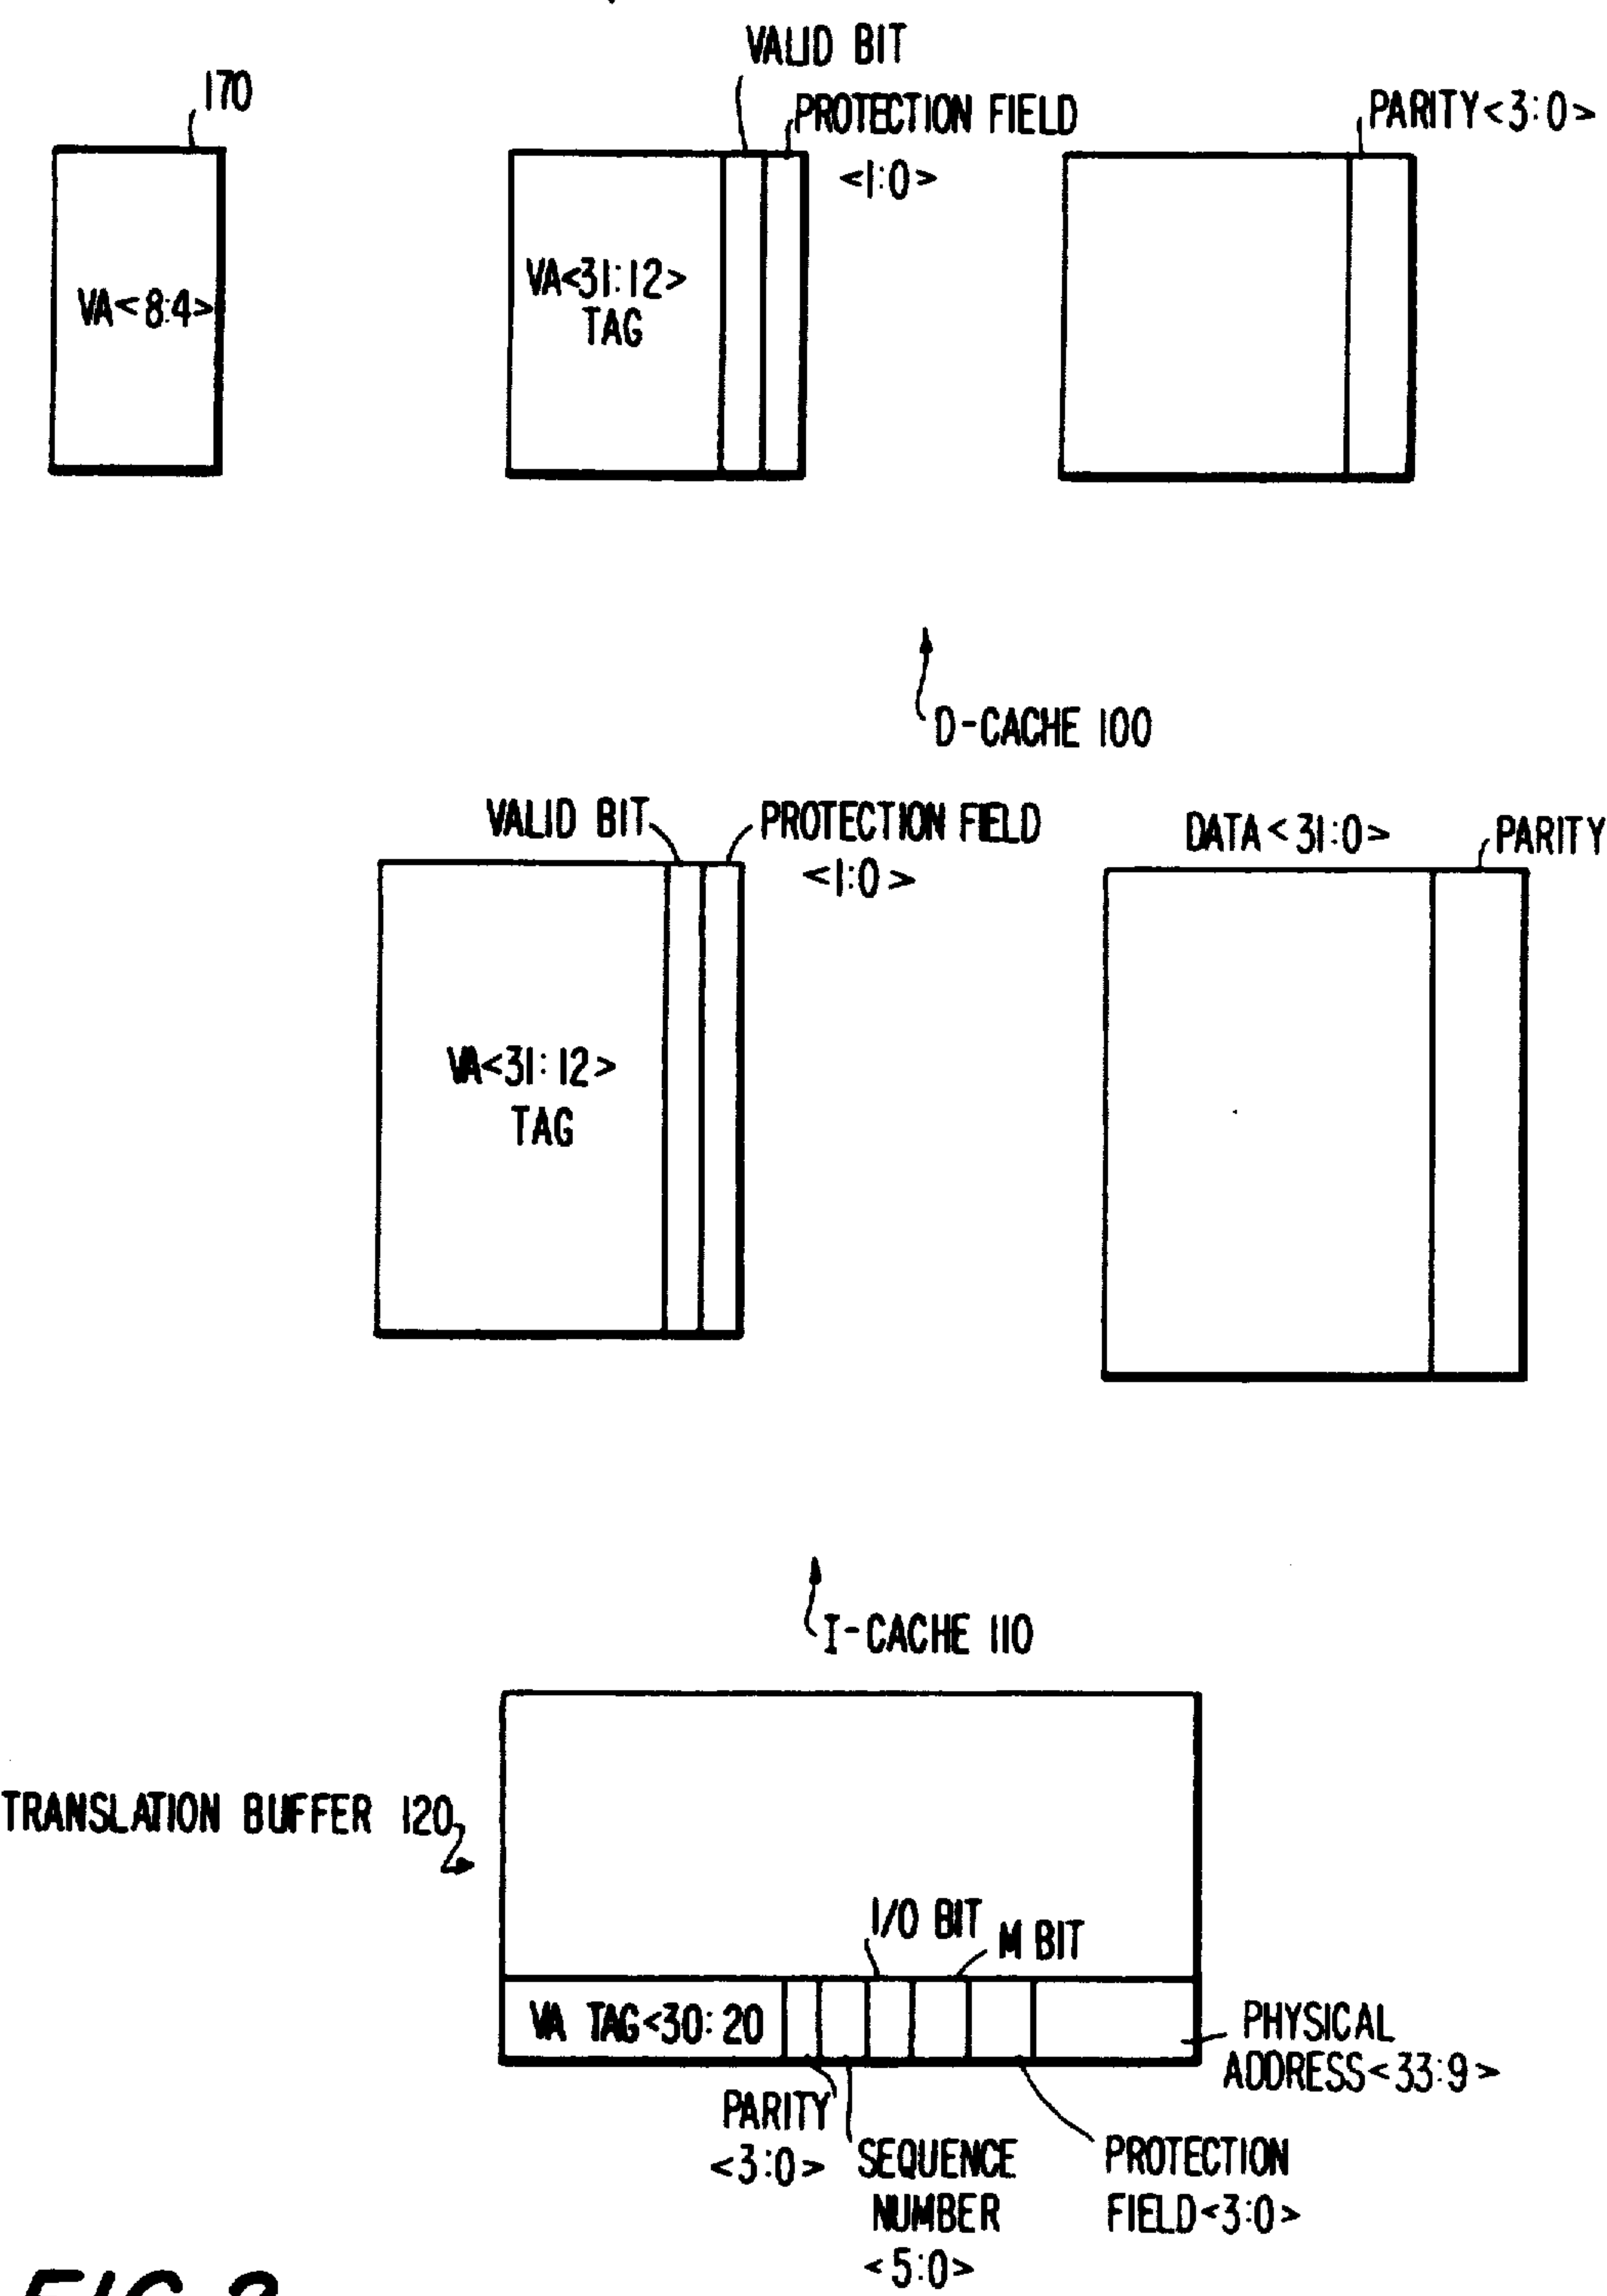 170
VALID BIT
PROTECTION FIELD
<1:0>
PARITY<3:0>
VA<8:4>
VA<31:12>
TAG
D-CACHE 100
VALID BIT
PROTECTION FIELD
<1:0>
DATA<31:0>
PARITY
VA<31:12>
TAG
I-CACHE 110
TRANSLATION BUFFER 120
I/O BIT
M BIT
VA TAG<30:20
PHYSICAL
ADDRESS<33:9>
PARITY
<3:0>
SEQUENCE
NUMBER
<5:0>
PROTECTION
FIELD<3:0>